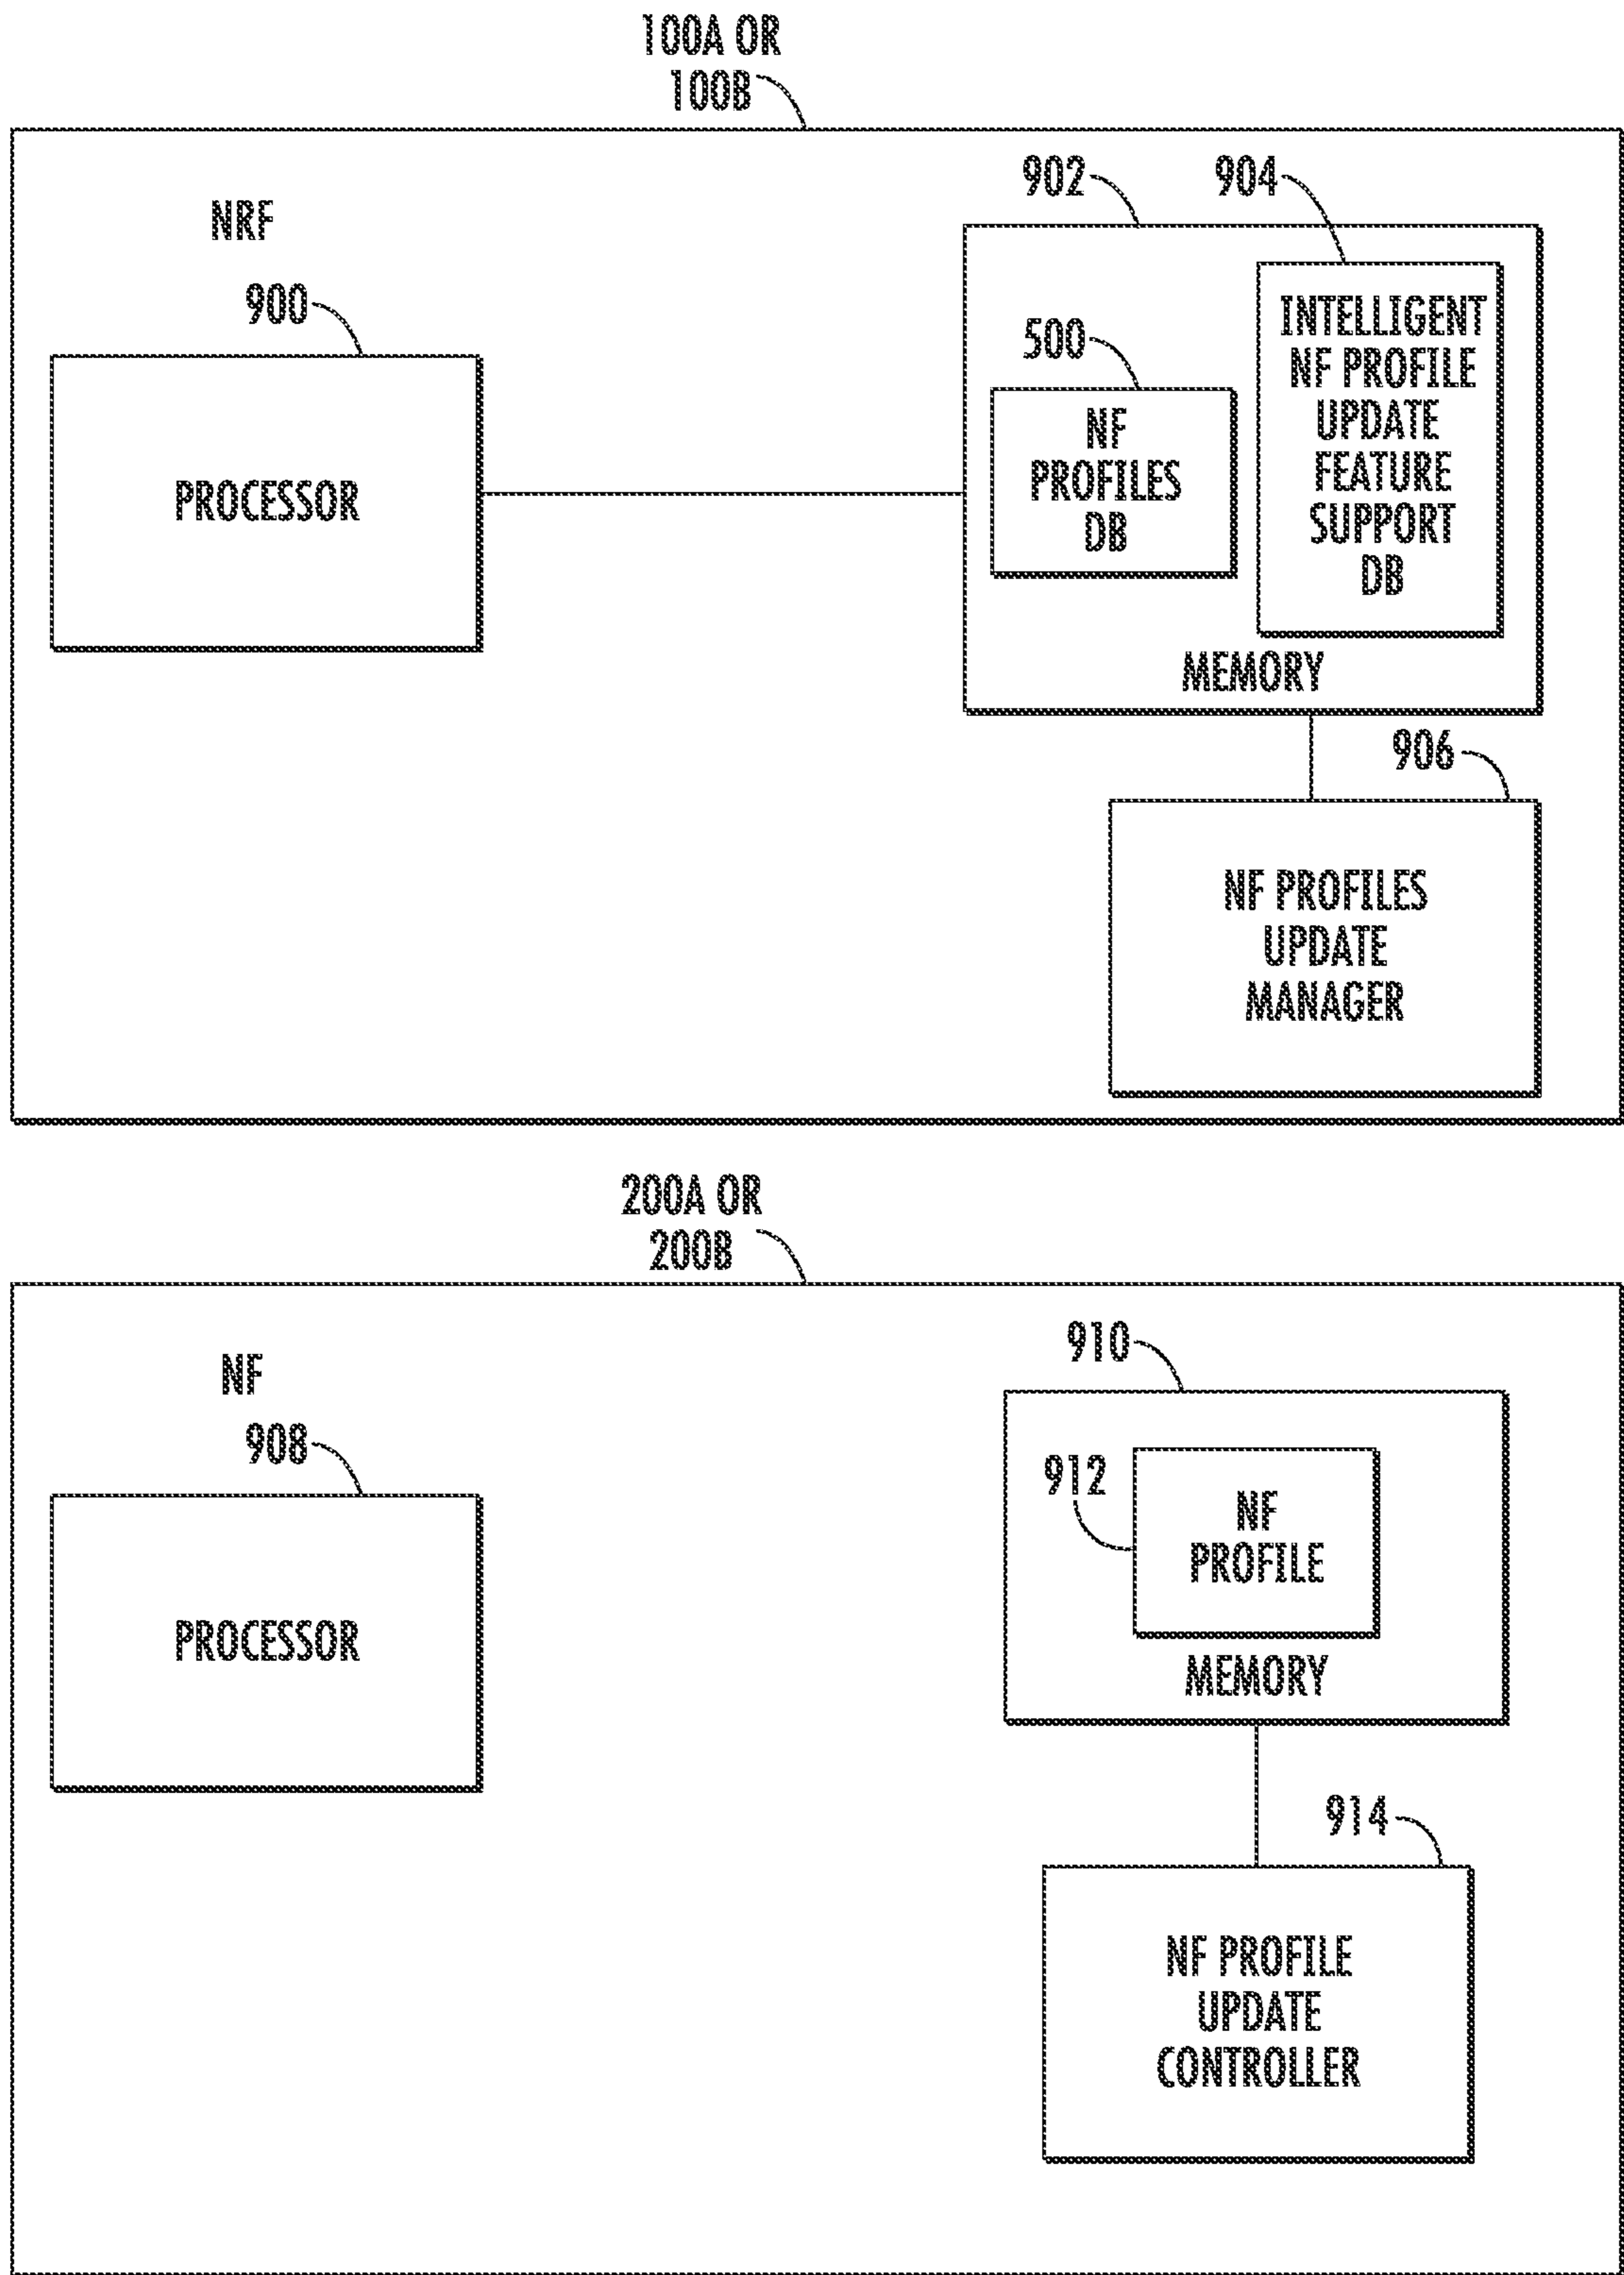 100A OR
100B
NRF
900
PROCESSOR
902
904
500
NF
PROFILES
DB
INTELLIGENT
NF PROFILE
UPDATE
FEATURE
SUPPORT
DB
MEMORY
906
NF PROFILES
UPDATE
MANAGER
200A OR
200B
NF
908
PROCESSOR
910
912
NF
PROFILE
MEMORY
914
NF PROFILE
UPDATE
CONTROLLER